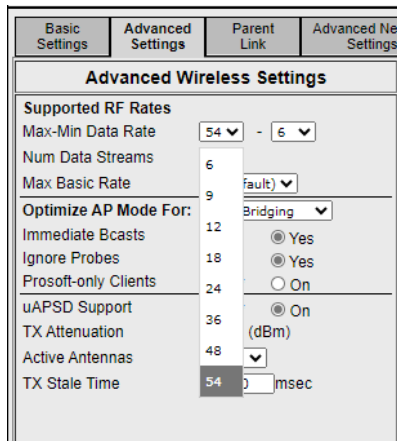 Basic Settings
Advanced Settings
Parent Link
Advanced Ne
Settings
Advanced Wireless Settings
Supported RF Rates
Max-Min Data Rate 54 - 6
Num Data Streams
6
Max Basic Rate fault)
9
Optimize AP Mode For: Bridging
12
Immediate Bcasts Yes
Ignore Probes 18 Yes
Prosoft-only Clients 24 On
uAPSD Support On
36
TX Attenuation (dBm)
Active Antennas 48
TX Stale Time 54 msec